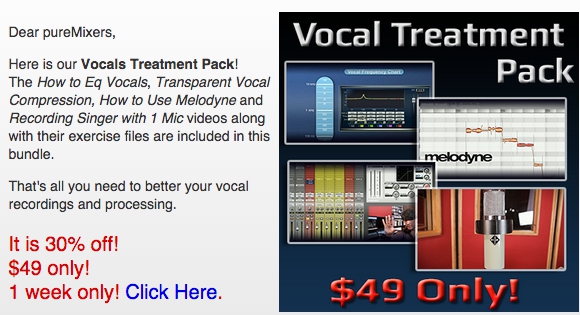 Dear pureMixers,
Here is our Vocals Treatment Pack!
The How to Eq Vocals, Transparent Vocal
Compression, How to Use Melodyne and
Recording Singer with 1 Mic videos along
with their exercise files are included in this
bundle.
That's all you need to better your vocal
recordings and processing.
It is 30% off!
$49 only!
1 week only! Click Here.
Vocal Treatment
Pack
Vocal Frequency Chart
melodyne
$49 Only!